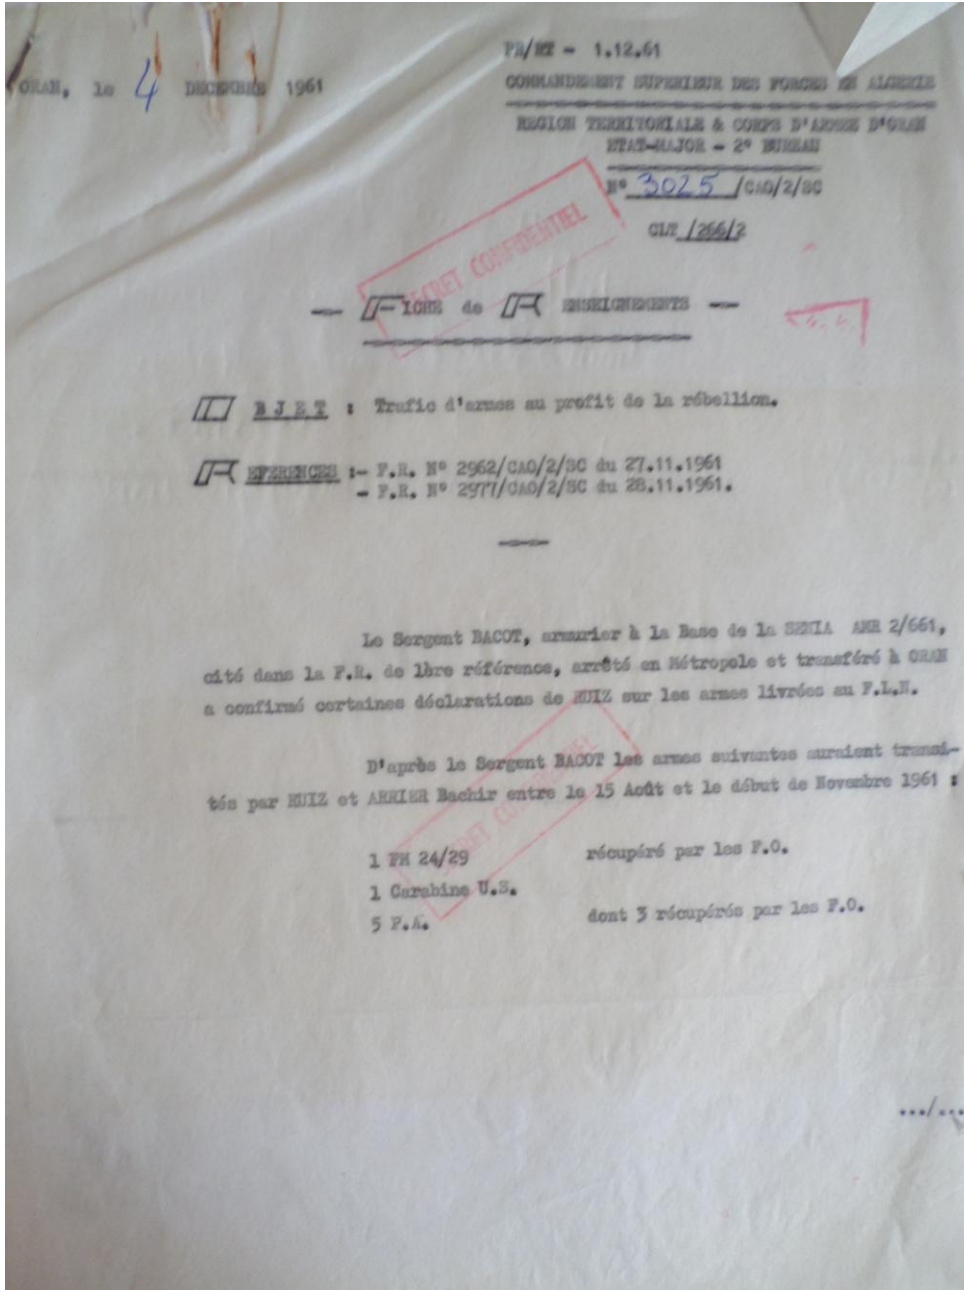 ORAN, le 4 DECEMBRE 1961
PR/MT - 1.12.61
COMMANDEMENT SUPERIEUR DES FORCES EN ALGERIE
REGION TERRITORIALE & CORPS D'ARMEE D'ORAN
ETAT-MAJOR - 2° BUREAU
N° 3025 /CAO/2/SC
CLT /266/2
SECRET CONFIDENTIEL
— FICHE de RENSEIGNEMENTS —
OBJET : Trafic d'armes au profit de la rébellion.
REFERENCES :- F.R. N° 2962/CAO/2/SC du 27.11.1961
- F.R. N° 2977/CAO/2/SC du 28.11.1961.
Le Sergent BACOT, armurier à la Base de la SENIA AMR 2/661,
cité dans la F.R. de 1ère référence, arrêté en Métropole et transféré à ORAN
a confirmé certaines déclarations de RUIZ sur les armes livrées au F.L.N.
D'après le Sergent BACOT les armes suivantes auraient transi-
tés par RUIZ et ARRIER Bachir entre le 15 Août et le début de Novembre 1961 :
SECRET CONFIDENTIEL
1 FM 24/29 récupéré par les F.O.
1 Carabine U.S.
5 P.A. dont 3 récupérés par les F.O.
.../...